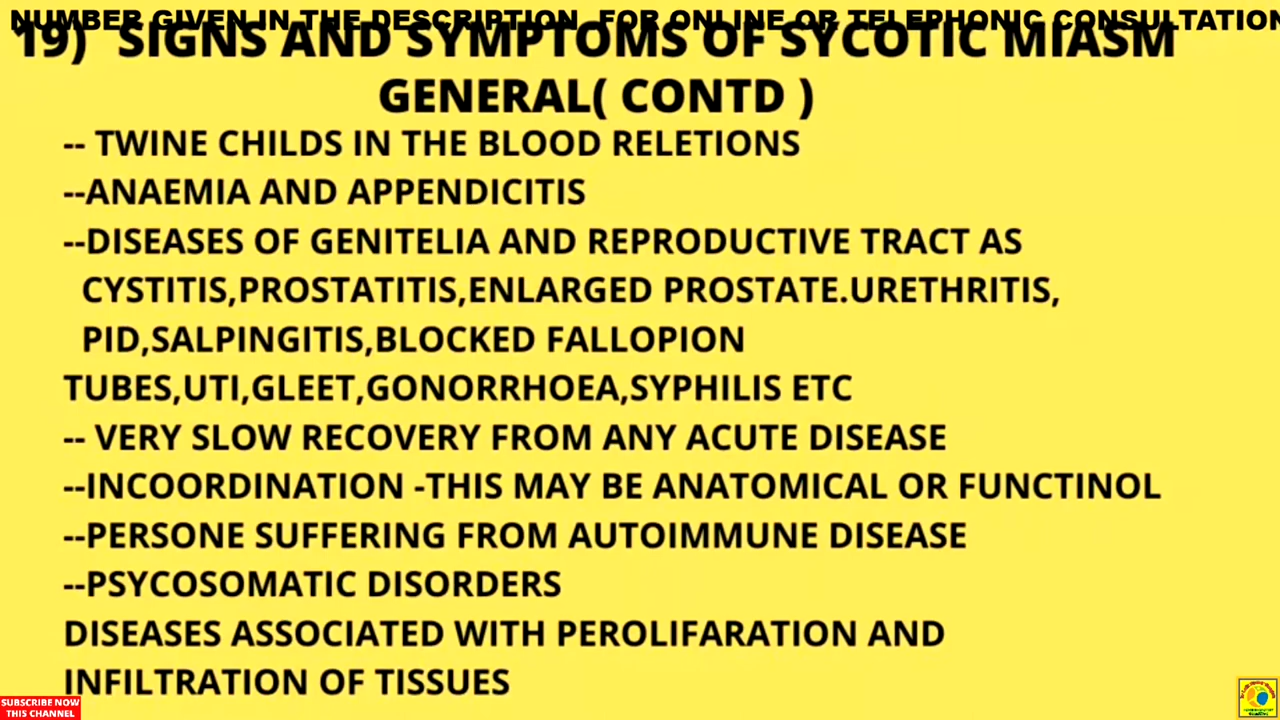 NUMBER GIVEN IN THE DESCRIPTION FOR ONLINE OR TELEPHONIC CONSULTATION
19) SIGNS AND SYMPTOMS OF SYCOTIC MIASM
GENERAL( CONTD )
-- TWINE CHILDS IN THE BLOOD RELETIONS
--ANAEMIA AND APPENDICITIS
--DISEASES OF GENITELIA AND REPRODUCTIVE TRACT AS
CYSTITIS,PROSTATITIS,ENLARGED PROSTATE.URETHRITIS,
PID,SALPINGITIS,BLOCKED FALLOPION
TUBES,UTI,GLEET,GONORRHOEA,SYPHILIS ETC
-- VERY SLOW RECOVERY FROM ANY ACUTE DISEASE
--INCOORDINATION -THIS MAY BE ANATOMICAL OR FUNCTINOL
--PERSONE SUFFERING FROM AUTOIMMUNE DISEASE
--PSYCOSOMATIC DISORDERS
DISEASES ASSOCIATED WITH PEROLIFARATION AND
INFILTRATION OF TISSUES
SUBSCRIBE NOW
THIS CHANNEL